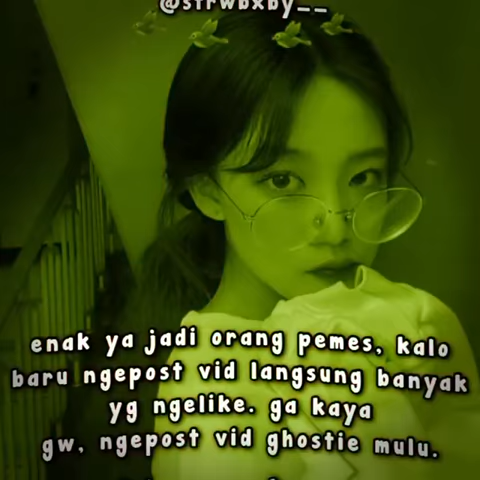 @strwbxby__
enak ya jadi orang pemes, kalo
baru ngepost vid langsung banyak
yg ngelike. ga kaya
gw, ngepost vid ghostie mulu.